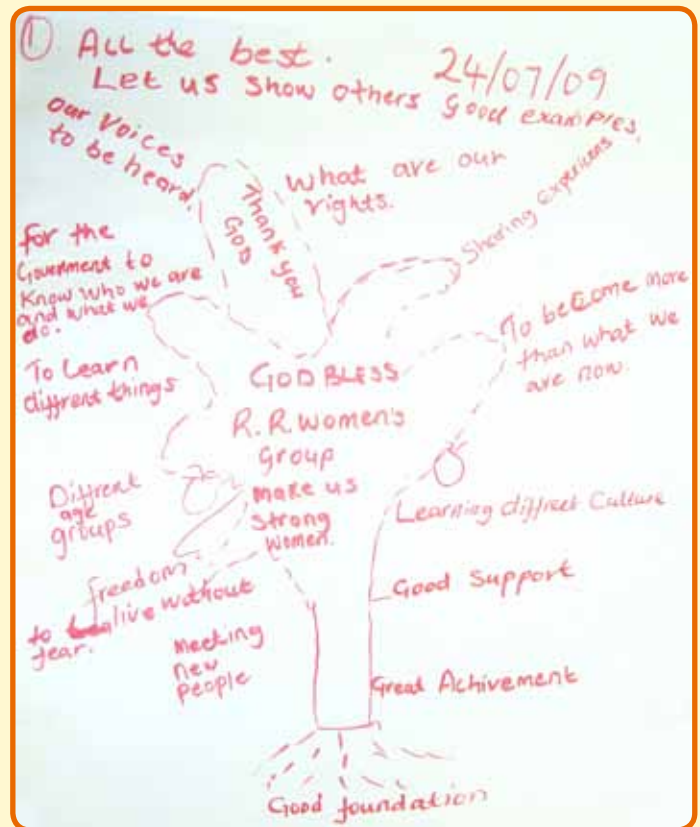 ① All the best.
24/07/09
Let us show others good examples.
our voices
to be heard.
Thank you
GOD
What are our
rights.
Sharing experiens
for the
Government to
Know who we are
and what we
do.
To Learn
diffrent things
To become more
than what we
are now.
GOD BLESS
R.R. Women's
Group
make us
strong
women.
Diffrent
age
groups
Learning diffret Culture
freedom
to live without
fear.
Good Support
Meeting
new
people
Great Achivement
Good foundation